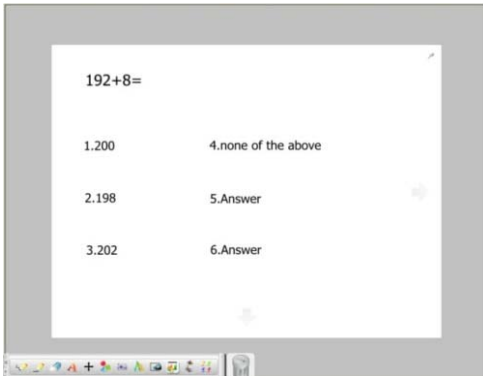 192+8=
1.200
4.none of the above
2.198
5.Answer
3.202
6.Answer